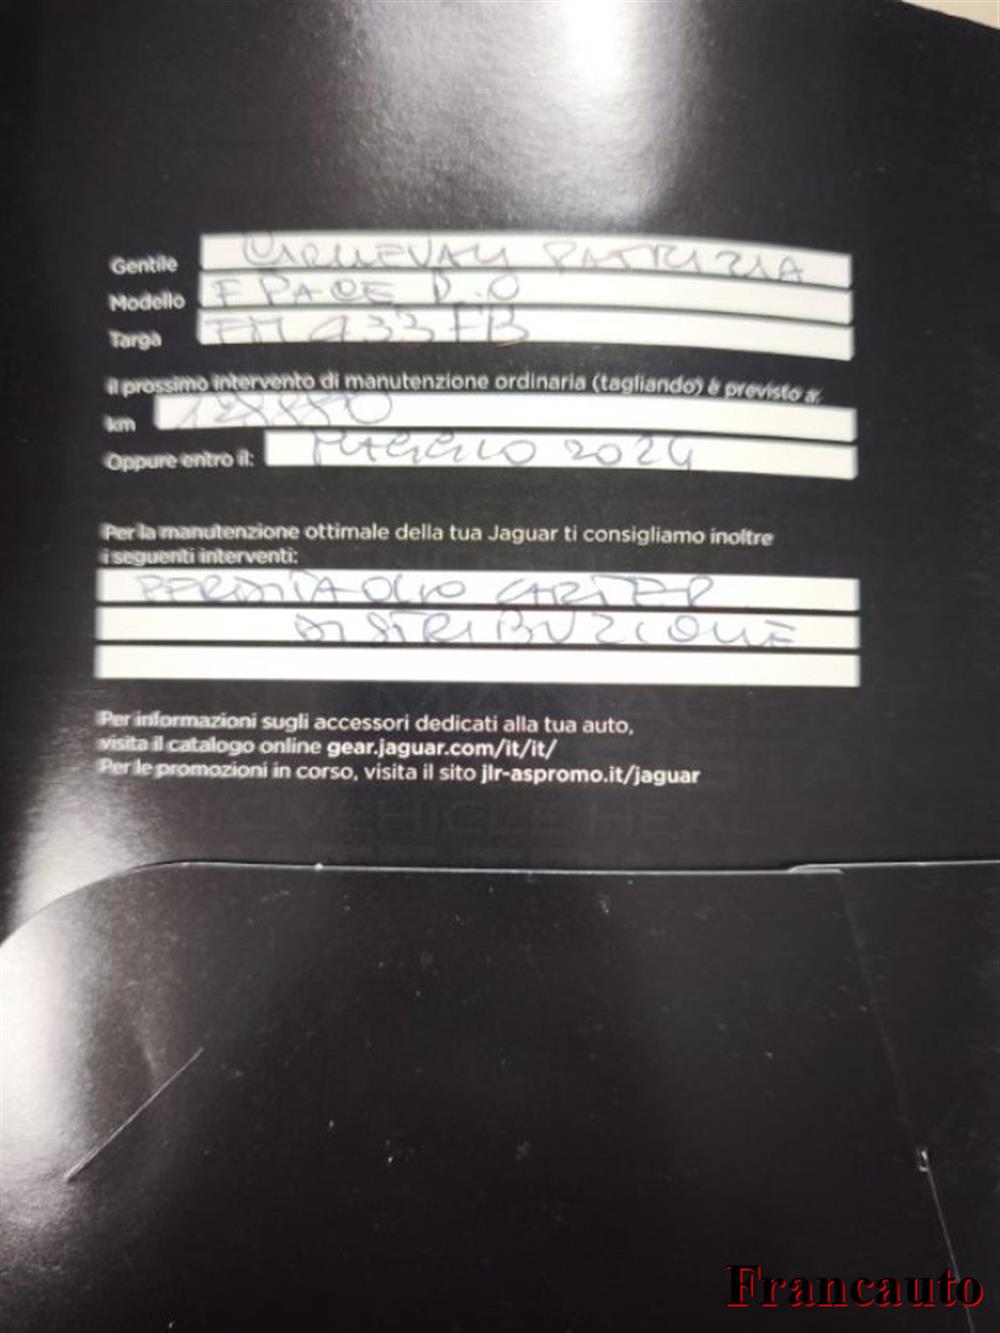 Gentile CARNEVALI PATRIZIA
Modello E PACE D.0
Targa FM433FB
Il prossimo intervento di manutenzione ordinaria (tagliando) è previsto a:
km
Oppure entro il: MAGGIO 2024
Per la manutenzione ottimale della tua Jaguar ti consigliamo inoltre
i seguenti interventi:
PERDITA OLIO CARTER
DISTRIBUZIONE
Per informazioni sugli accessori dedicati alla tua auto,
visita il catalogo online gear.jaguar.com/it/it/
Per le promozioni in corso, visita il sito jlr-aspromo.it/jaguar
Francauto